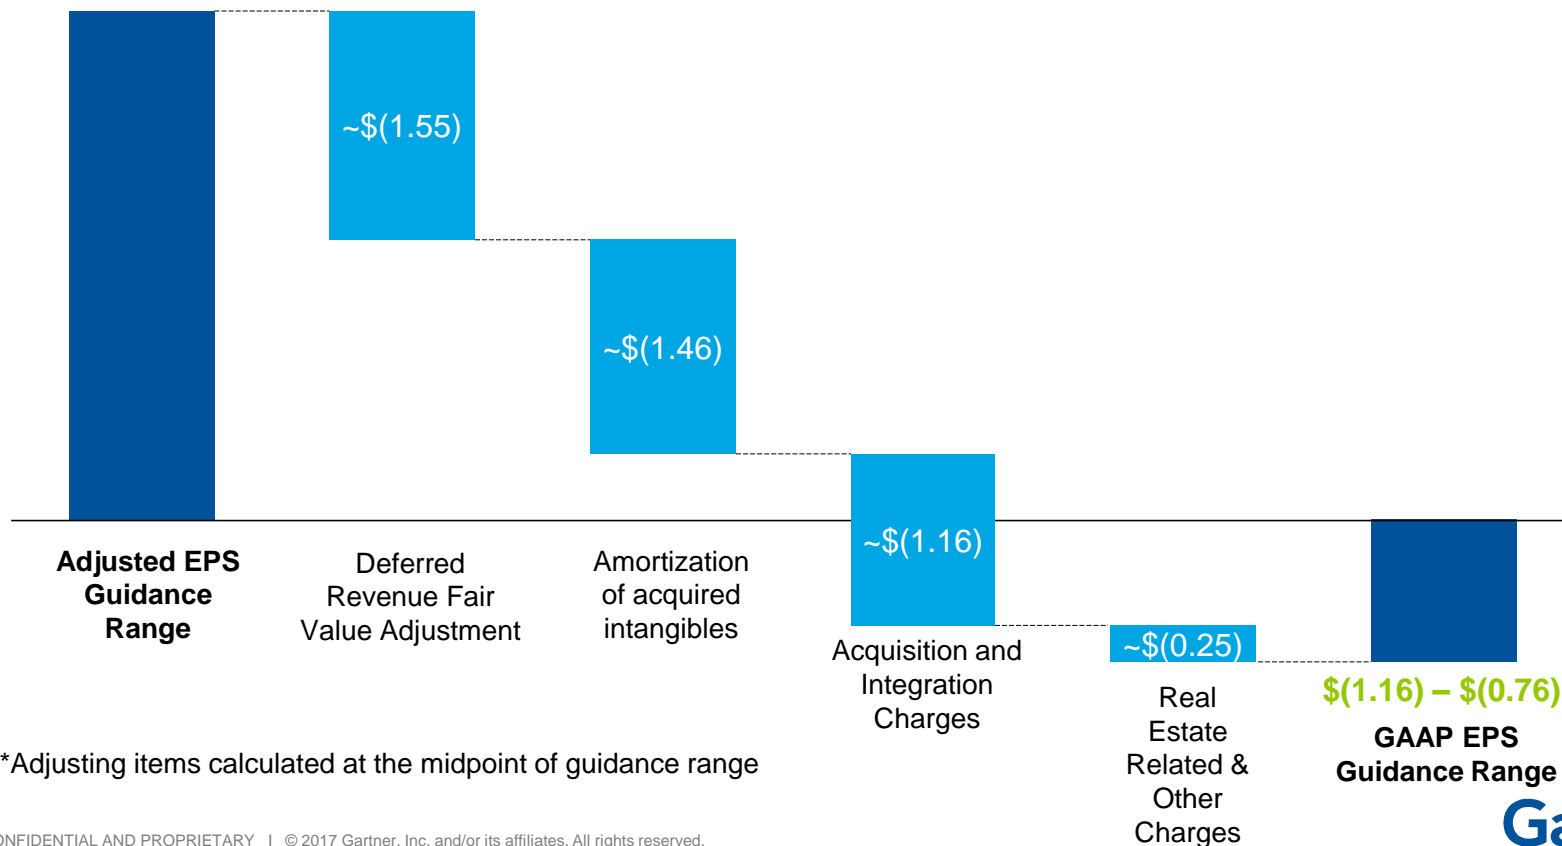 ~$(1.55)
~$(1.46)
~$(1.16)
~$(0.25)
Adjusted EPS
Guidance
Range
Deferred
Revenue Fair
Value Adjustment
Amortization
of acquired
intangibles
Acquisition and
Integration
Charges
Real
Estate
Related &
Other
Charges
$(1.16) – $(0.76)
GAAP EPS
Guidance Range
*Adjusting items calculated at the midpoint of guidance range
ONFIDENTIAL AND PROPRIETARY I © 2017 Gartner, Inc. and/or its affiliates. All rights reserved.
Ga